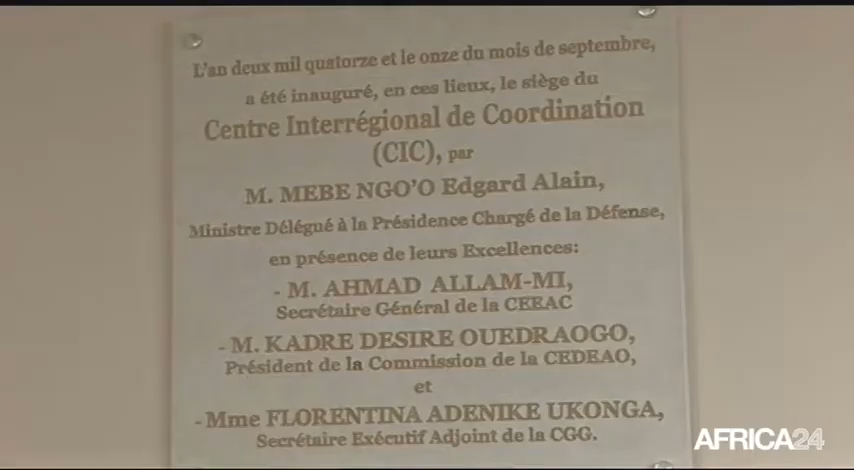 L'an deux mil quatorze et le onze du mois de septembre,
a été inauguré, en ces lieux, le siège du
Centre Interrégional de Coordination
(CIC), par
M. MEBE NGO'O Edgard Alain,
Ministre Délégué à la Présidence Chargé de la Défense,
en présence de leurs Excellences:
- M. AHMAD ALLAM-MI,
Secrétaire Général de la CEEAC
- M. KADRE DESIRE OUEDRAOGO,
Président de la Commission de la CEDEAO,
et
- Mme FLORENTINA ADENIKE UKONGA,
Secrétaire Exécutif Adjoint de la CGG.
AFRICA24